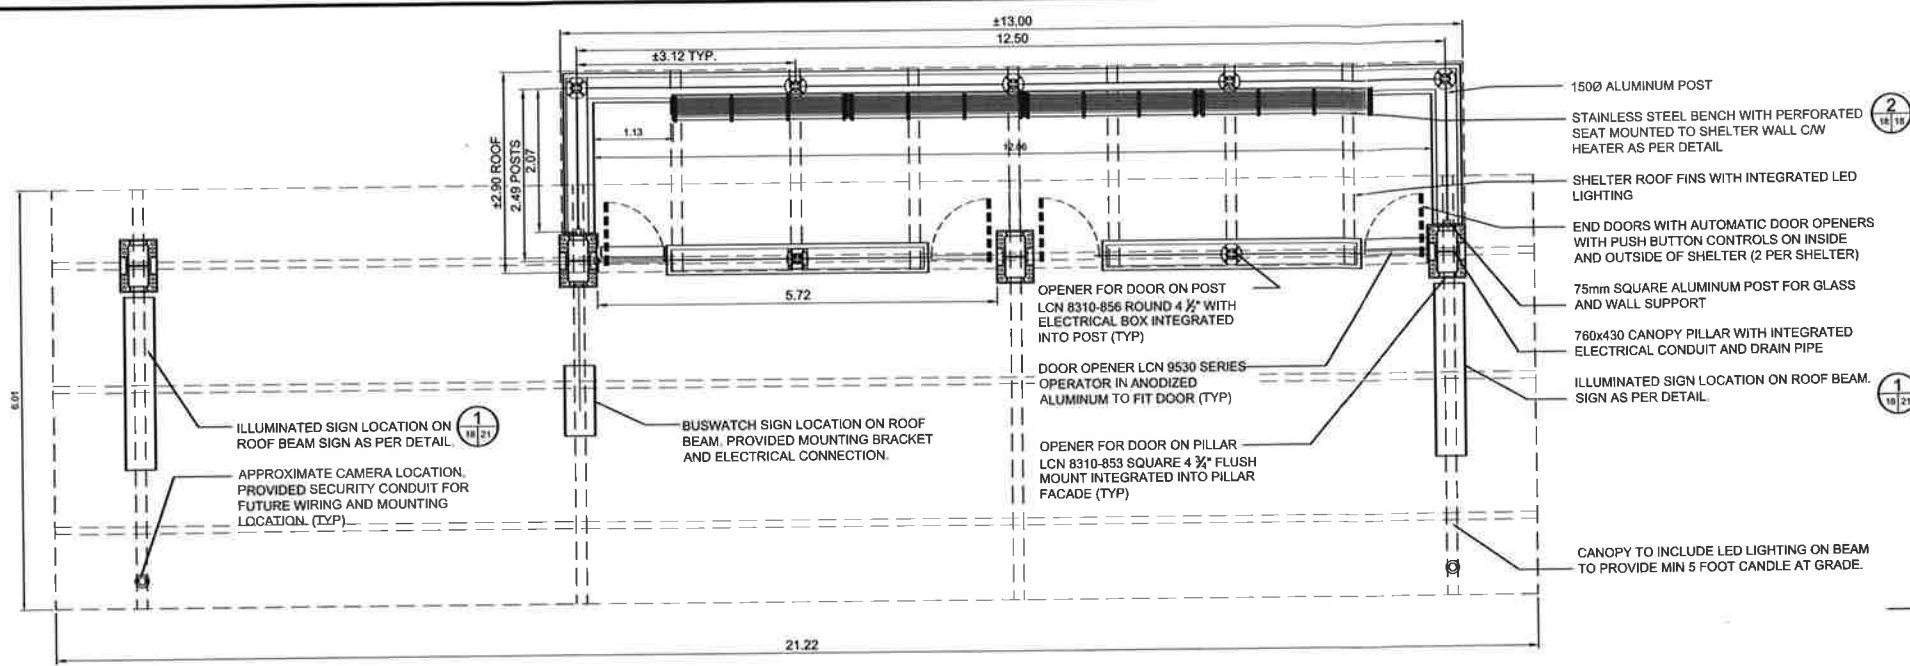 ±13.00
12.50
±3.12 TYP.
±2.90 ROOF
2.49 POSTS
2.07
1.13
12.06
5.72
6.01
21.22
150Ø ALUMINUM POST
STAINLESS STEEL BENCH WITH PERFORATED
SEAT MOUNTED TO SHELTER WALL C/W
HEATER AS PER DETAIL
2
18 18
SHELTER ROOF FINS WITH INTEGRATED LED
LIGHTING
END DOORS WITH AUTOMATIC DOOR OPENERS
WITH PUSH BUTTON CONTROLS ON INSIDE
AND OUTSIDE OF SHELTER (2 PER SHELTER)
75mm SQUARE ALUMINUM POST FOR GLASS
AND WALL SUPPORT
760x430 CANOPY PILLAR WITH INTEGRATED
ELECTRICAL CONDUIT AND DRAIN PIPE
ILLUMINATED SIGN LOCATION ON ROOF BEAM.
SIGN AS PER DETAIL.
1
18 21
CANOPY TO INCLUDE LED LIGHTING ON BEAM
TO PROVIDE MIN 5 FOOT CANDLE AT GRADE.
OPENER FOR DOOR ON POST
LCN 8310-856 ROUND 4 ½" WITH
ELECTRICAL BOX INTEGRATED
INTO POST (TYP)
DOOR OPENER LCN 9530 SERIES
OPERATOR IN ANODIZED
ALUMINUM TO FIT DOOR (TYP)
OPENER FOR DOOR ON PILLAR
LCN 8310-853 SQUARE 4 ¾" FLUSH
MOUNT INTEGRATED INTO PILLAR
FACADE (TYP)
BUSWATCH SIGN LOCATION ON ROOF
BEAM. PROVIDED MOUNTING BRACKET
AND ELECTRICAL CONNECTION.
ILLUMINATED SIGN LOCATION ON
ROOF BEAM SIGN AS PER DETAIL.
1
18 21
APPROXIMATE CAMERA LOCATION.
PROVIDED SECURITY CONDUIT FOR
FUTURE WIRING AND MOUNTING
LOCATION. (TYP)